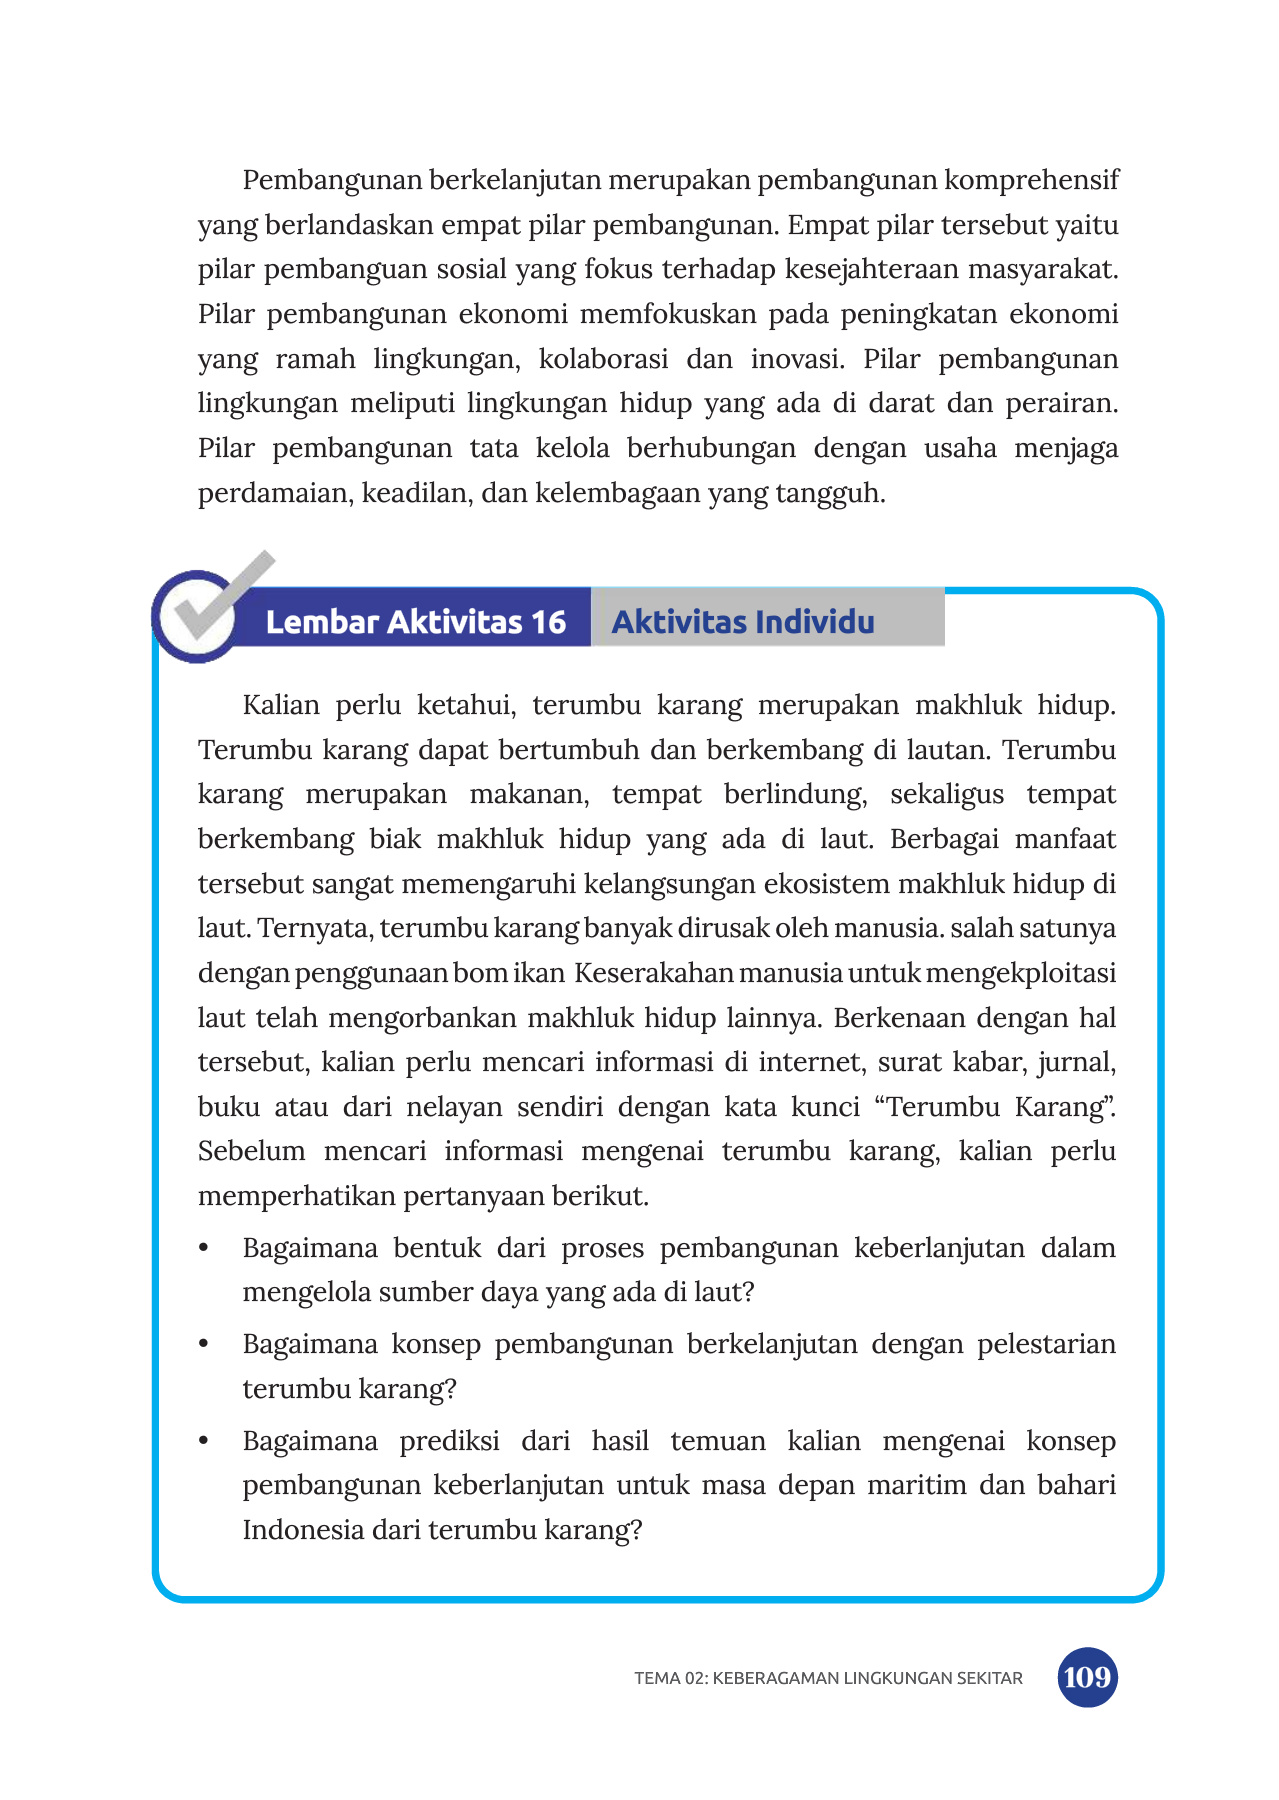 Pembangunan berkelanjutan merupakan pembangunan komprehensif
yang berlandaskan empat pilar pembangunan. Empat pilar tersebut yaitu
pilar pembanguan sosial yang fokus terhadap kesejahteraan masyarakat.
Pilar pembangunan ekonomi memfokuskan pada peningkatan ekonomi
yang ramah lingkungan, kolaborasi dan inovasi. Pilar pembangunan
lingkungan meliputi lingkungan hidup yang ada di darat dan perairan.
Pilar pembangunan tata kelola berhubungan dengan usaha menjaga
perdamaian, keadilan, dan kelembagaan yang tangguh.
Lembar Aktivitas 16 Aktivitas Individu
Kalian perlu ketahui, terumbu karang merupakan makhluk hidup.
Terumbu karang dapat bertumbuh dan berkembang di lautan. Terumbu
karang merupakan makanan, tempat berlindung, sekaligus tempat
berkembang biak makhluk hidup yang ada di laut. Berbagai manfaat
tersebut sangat memengaruhi kelangsungan ekosistem makhluk hidup di
laut. Ternyata, terumbu karang banyak dirusak oleh manusia. salah satunya
dengan penggunaan bom ikan Keserakahan manusia untuk mengekploitasi
laut telah mengorbankan makhluk hidup lainnya. Berkenaan dengan hal
tersebut, kalian perlu mencari informasi di internet, surat kabar, jurnal,
buku atau dari nelayan sendiri dengan kata kunci “Terumbu Karang”.
Sebelum mencari informasi mengenai terumbu karang, kalian perlu
memperhatikan pertanyaan berikut.
• Bagaimana bentuk dari proses pembangunan keberlanjutan dalam
mengelola sumber daya yang ada di laut?
• Bagaimana konsep pembangunan berkelanjutan dengan pelestarian
terumbu karang?
• Bagaimana prediksi dari hasil temuan kalian mengenai konsep
pembangunan keberlanjutan untuk masa depan maritim dan bahari
Indonesia dari terumbu karang?
TEMA 02: KEBERAGAMAN LINGKUNGAN SEKITAR 109